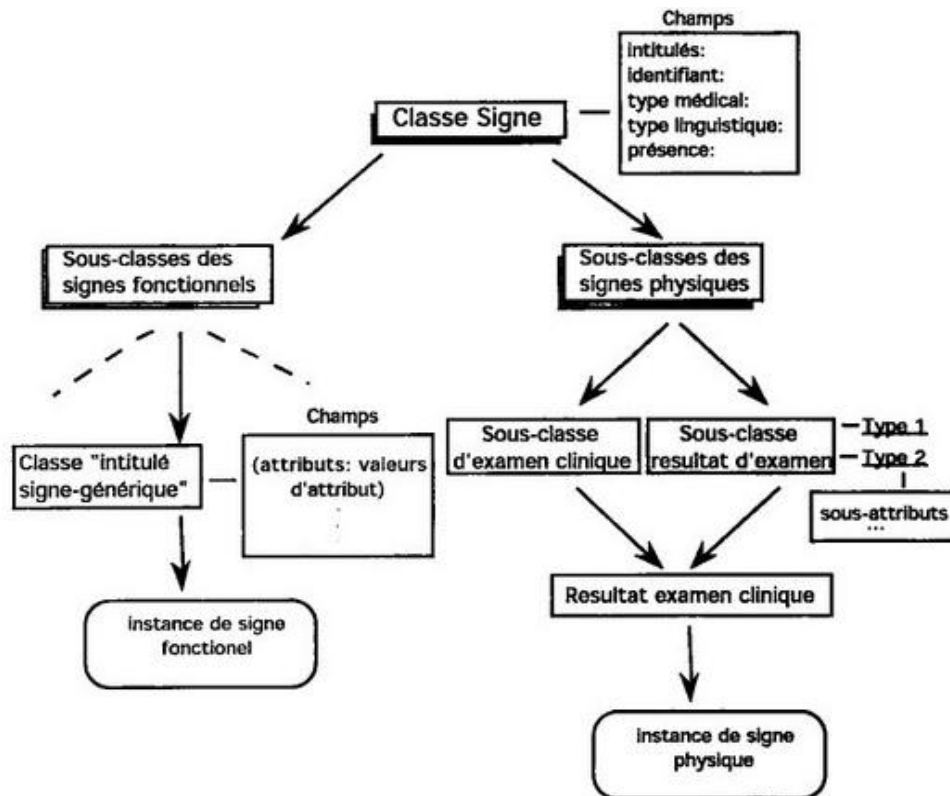 Champs
intitulés:
identifiant:
type médical:
type linguistique:
présence:
Classe Signe
Sous-classes des
signes fonctionnels
Sous-classes des
signes physiques
Classe "intitulé
signe-générique"
Champs
(attributs: valeurs
d'attribut)
Sous-classe
d'examen clinique
Sous-classe
resultat d'examen
Type 1
Type 2
sous-attributs
...
Resultat examen clinique
instance de signe
fonctionel
instance de signe
physique